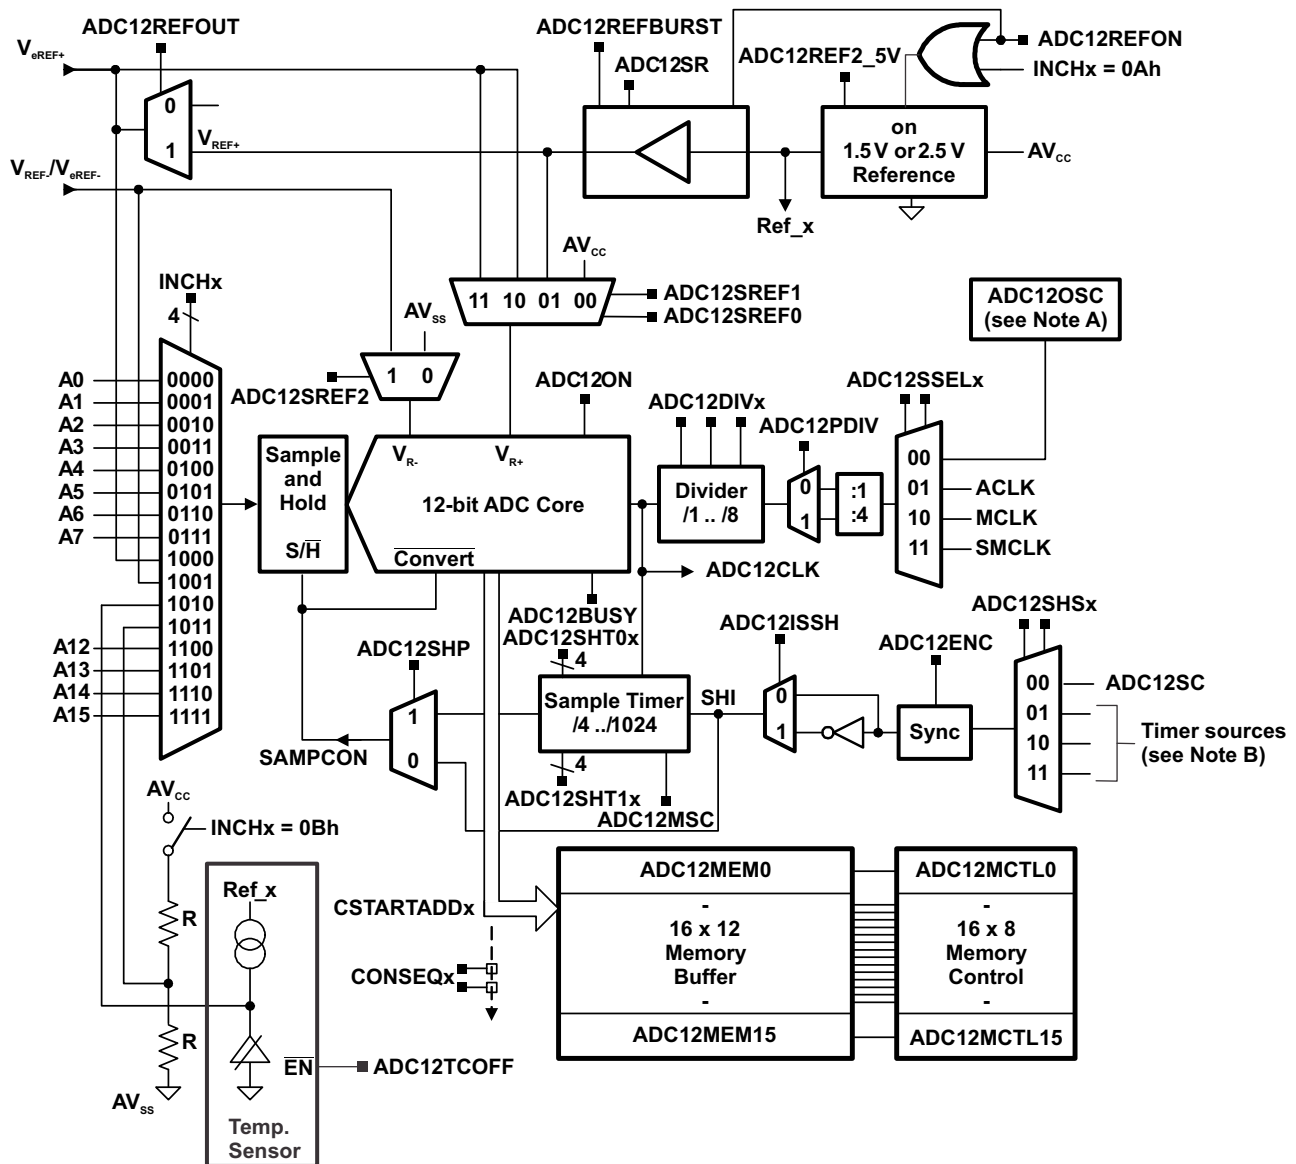 ADC12REFOUT
VeREF+
ADC12REFBURST
ADC12SR
ADC12REF2_5V
ADC12REFON
INCHx = 0Ah
0
1
VREF+
VREF-/VeREF-
on
1.5 V or 2.5 V
Reference
AVCC
Ref_x
AVCC
11 10 01 00
ADC12SREF1
ADC12SREF0
INCHx
4
AVSS
1 0
ADC12SREF2
ADC12ON
ADC12OSC
(see Note A)
ADC12SSELx
ADC12DIVx
ADC12PDIV
A0 0000
A1 0001
A2 0010
A3 0011
A4 0100
A5 0101
A6 0110
A7 0111
1000
1001
1010
1011
A12 1100
A13 1101
A14 1110
A15 1111
Sample
and
Hold
S/H
VR-
VR+
12-bit ADC Core
Convert
Divider
/1 .. /8
0
1
:1
:4
00
01 ACLK
10 MCLK
11 SMCLK
ADC12CLK
ADC12BUSY
ADC12SHT0x
4
ADC12SHP
1
0
SAMPCON
Sample Timer
/4 ../1024
SHI
4
ADC12SHT1x
ADC12MSC
ADC12ISSH
0
1
ADC12ENC
Sync
ADC12SHSx
00 ADC12SC
01
10
11
Timer sources
(see Note B)
AVCC
INCHx = 0Bh
R
R
AVSS
Ref_x
EN
ADC12TCOFF
Temp.
Sensor
CSTARTADDx
CONSEQx
ADC12MEM0
-
16 x 12
Memory
Buffer
-
ADC12MEM15
ADC12MCTL0
-
16 x 8
Memory
Control
-
ADC12MCTL15